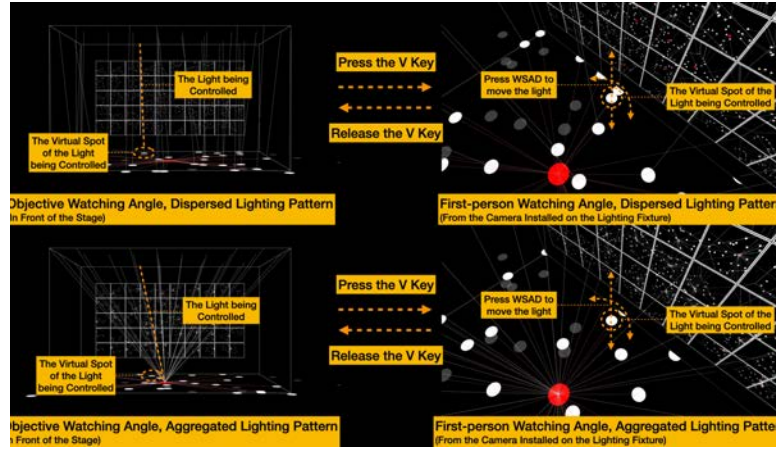 The Light being
Controlled
The Virtual Spot
of the Light
being Controlled
Objective Watching Angle, Dispersed Lighting Pattern
In Front of the Stage)
Press the V Key
Release the V Key
Press WSAD to
move the light
The Virtual Spot of the
Light being Controlled
First-person Watching Angle, Dispersed Lighting Patter
(From the Camera Installed on the Lighting Fixture)
The Light being
Controlled
The Virtual Spot
of the Light
being Controlled
Objective Watching Angle, Aggregated Lighting Pattern
n Front of the Stage)
Press the V Key
Release the V Key
Press WSAD to
move the light
The Virtual Spot of the
Light being Controlled
First-person Watching Angle, Aggregated Lighting Patte
(From the Camera Installed on the Lighting Fixture)